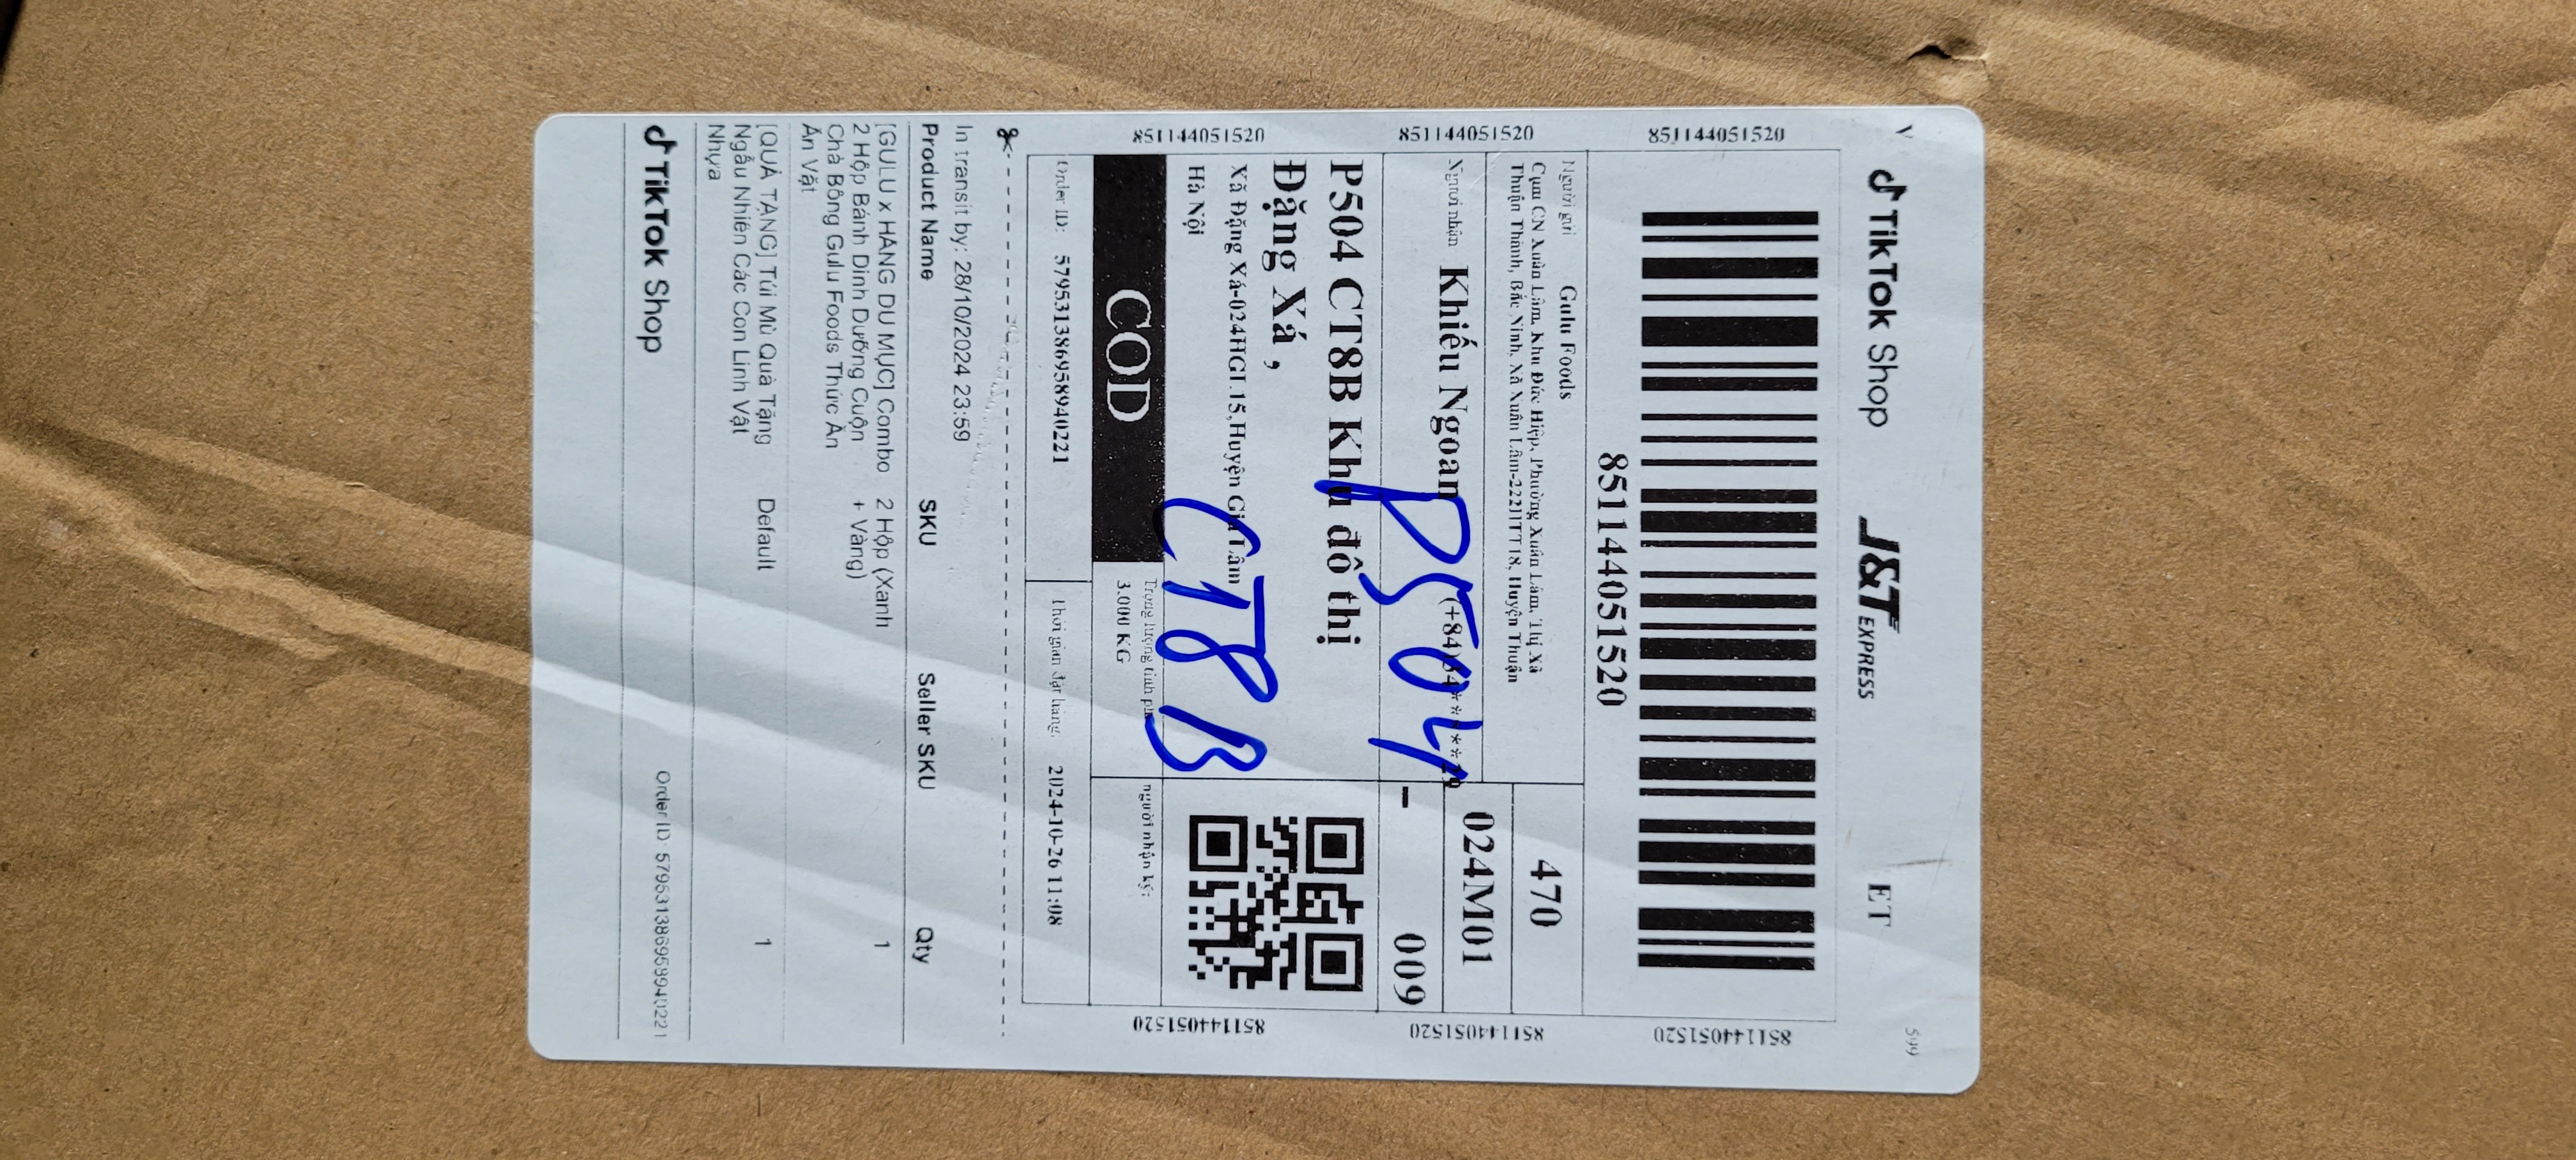 599
TikTok Shop
J&T EXPRESS
ET
851144051520
Người gửi Gulu Foods
Cụm CN Xuân Lâm, Khu Đức Hiệp, Phường Xuân Lâm, Thị Xã
Thuận Thành, Bắc Ninh, Xã Xuân Lâm-222HTT18, Huyện Thuận
470
024M01
- 009
Người nhận Khiếu Ngoan (+84)34*****29
P504
P504 CT8B Khu đô thị
Đặng Xá,
Xã Đặng Xá-024HGL15,Huyện Gia Lâm
Hà Nội
CT8B
COD
Trọng lượng tính phí
3.000 KG
người nhận ký:
Order ID: 579531386958940221
Thời gian đặt hàng: 2024-10-26 11:08
851144051520
851144051520
851144051520
851144051520
851144051520
851144051520
In transit by: 28/10/2024 23:59
Product Name SKU Seller SKU Qty
[GULU x HÀNG DU MỤC] Combo 2 Hộp (Xanh 1
2 Hộp Bánh Dinh Dưỡng Cuộn + Vàng)
Chà Bông Gulu Foods Thức Ăn
Ăn Vặt
[QUÀ TẶNG] Túi Mù Quà Tặng Default 1
Ngẫu Nhiên Các Con Linh Vật
Nhựa
TikTok Shop Order ID: 579531386958940221